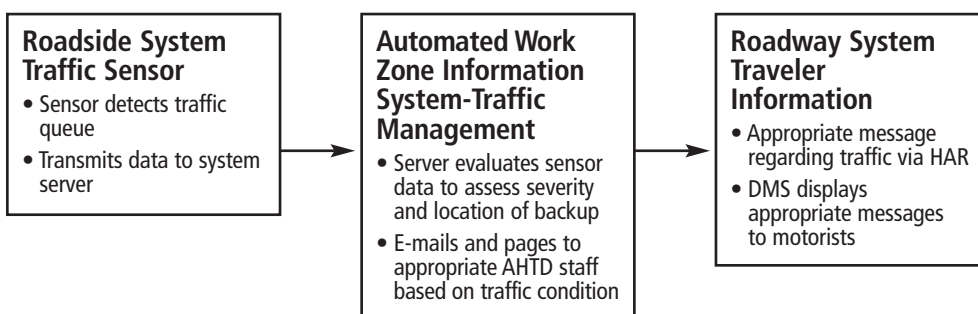 Roadside System
Traffic Sensor
• Sensor detects traffic
queue
• Transmits data to system
server
Automated Work
Zone Information
System-Traffic
Management
• Server evaluates sensor
data to assess severity
and location of backup
• E-mails and pages to
appropriate AHTD staff
based on traffic condition
Roadway System
Traveler
Information
• Appropriate message
regarding traffic via HAR
• DMS displays
appropriate messages
to motorists